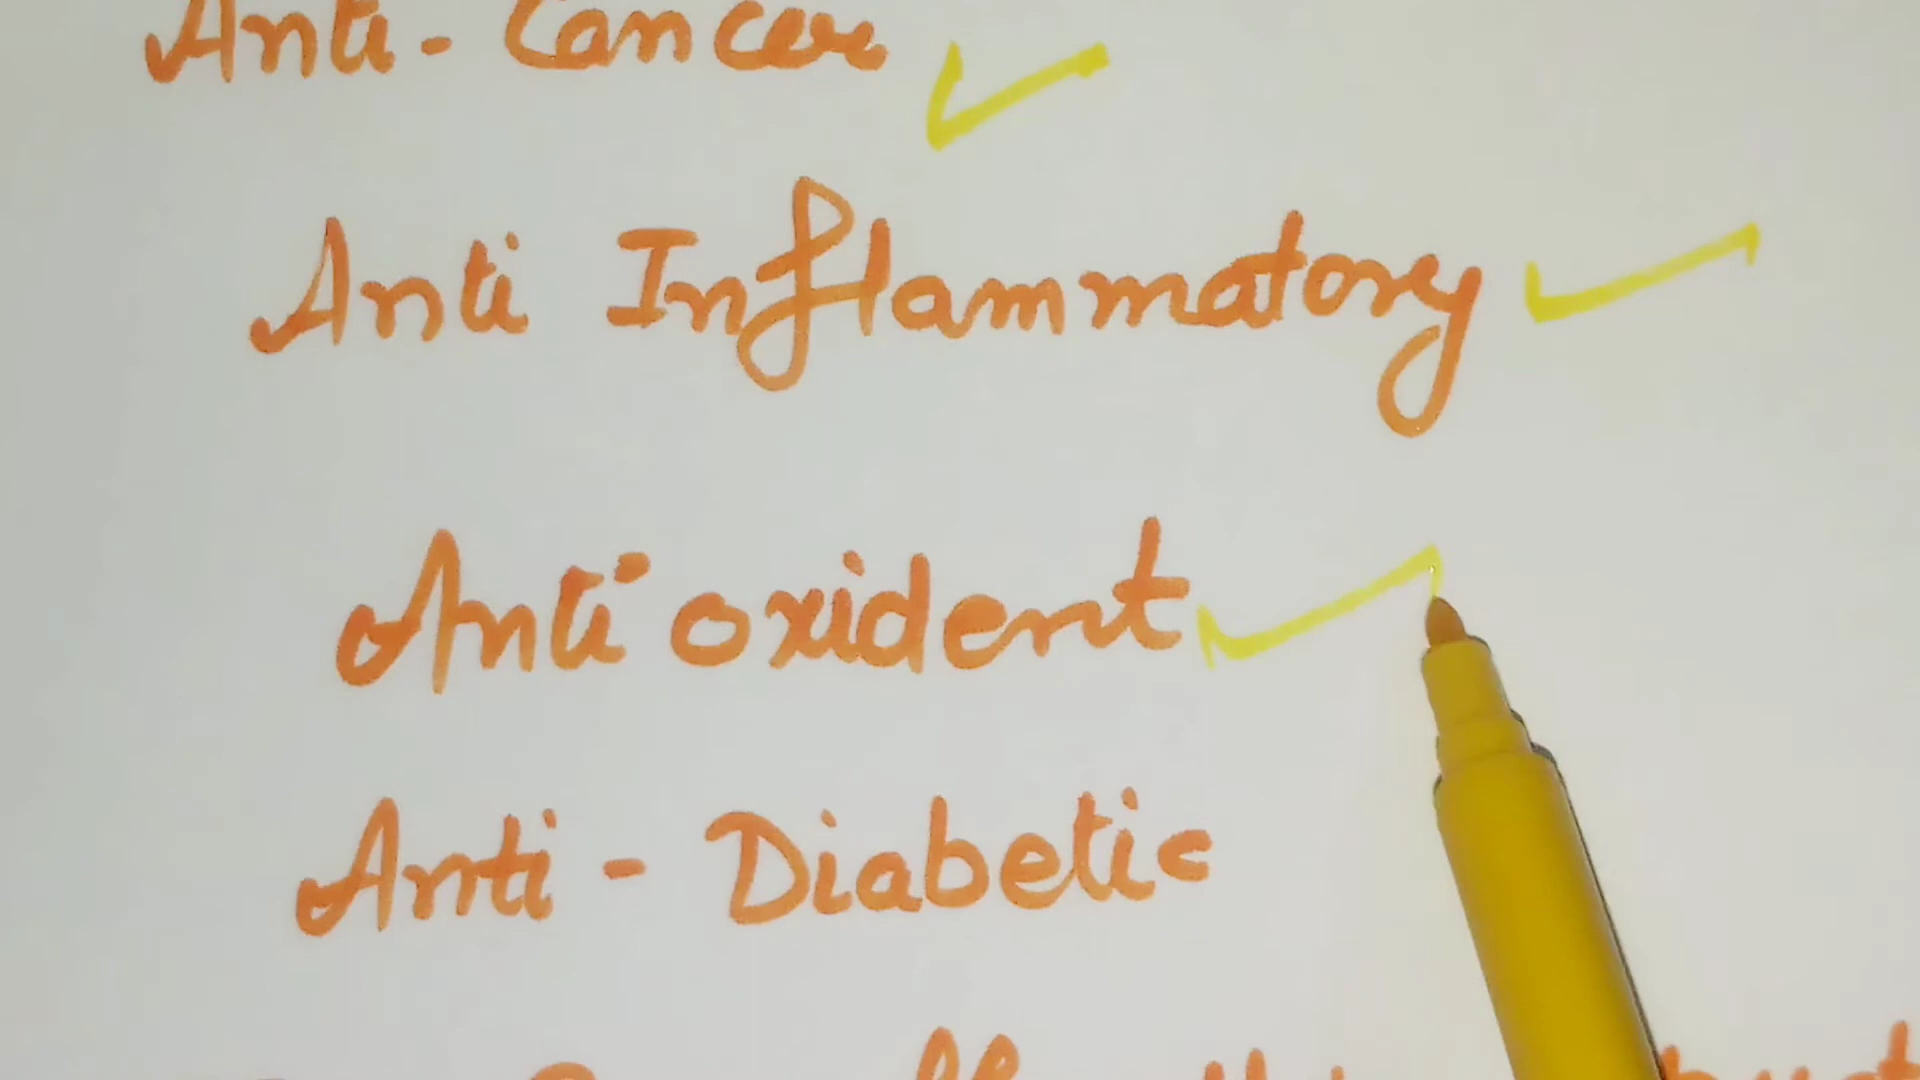 Anti - Cancer
Anti Inflammatory
Anti oxident
Anti - Diabetic